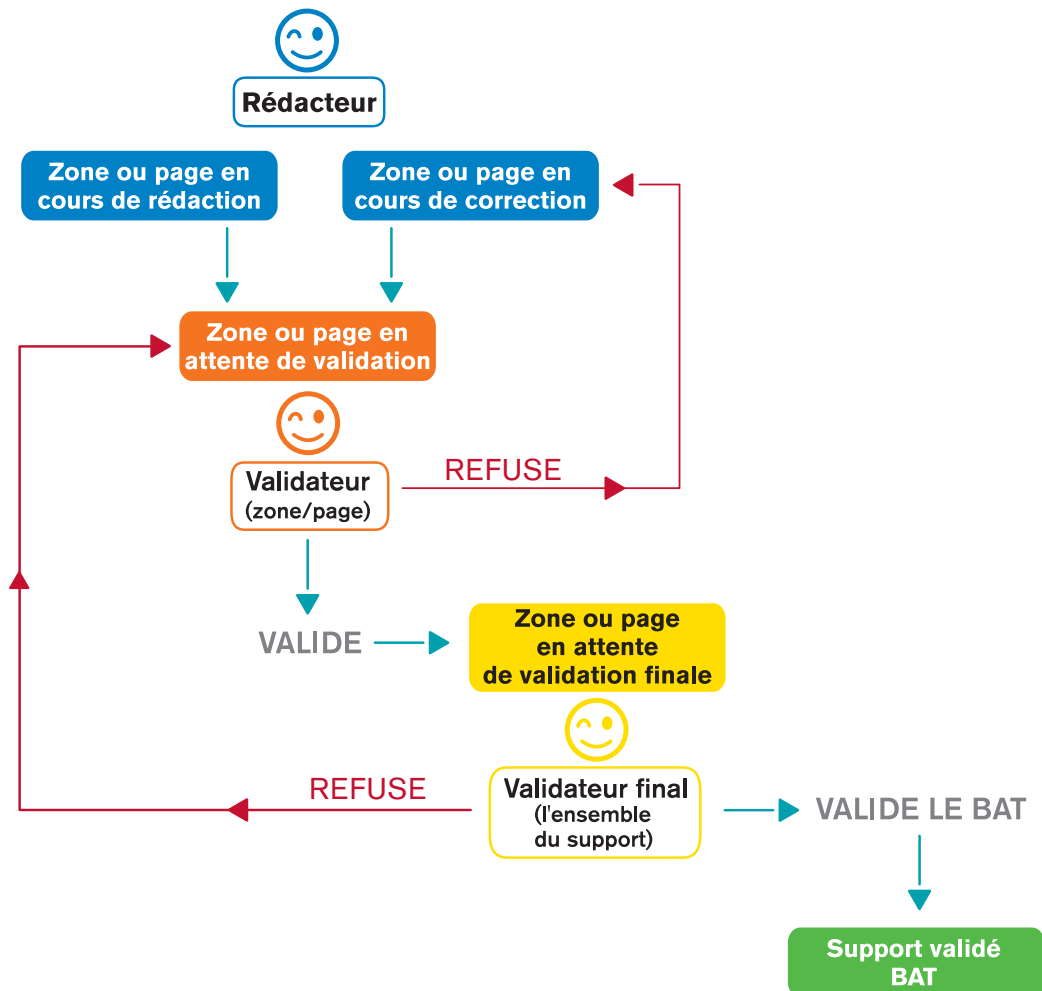 Rédacteur
Zone ou page en
cours de rédaction
Zone ou page en
cours de correction
Zone ou page en
attente de validation
Validateur
(zone/page)
REFUSE
VALIDE
Zone ou page
en attente
de validation finale
REFUSE
Validateur final
(l'ensemble
du support)
VALIDE LE BAT
Support validé
BAT